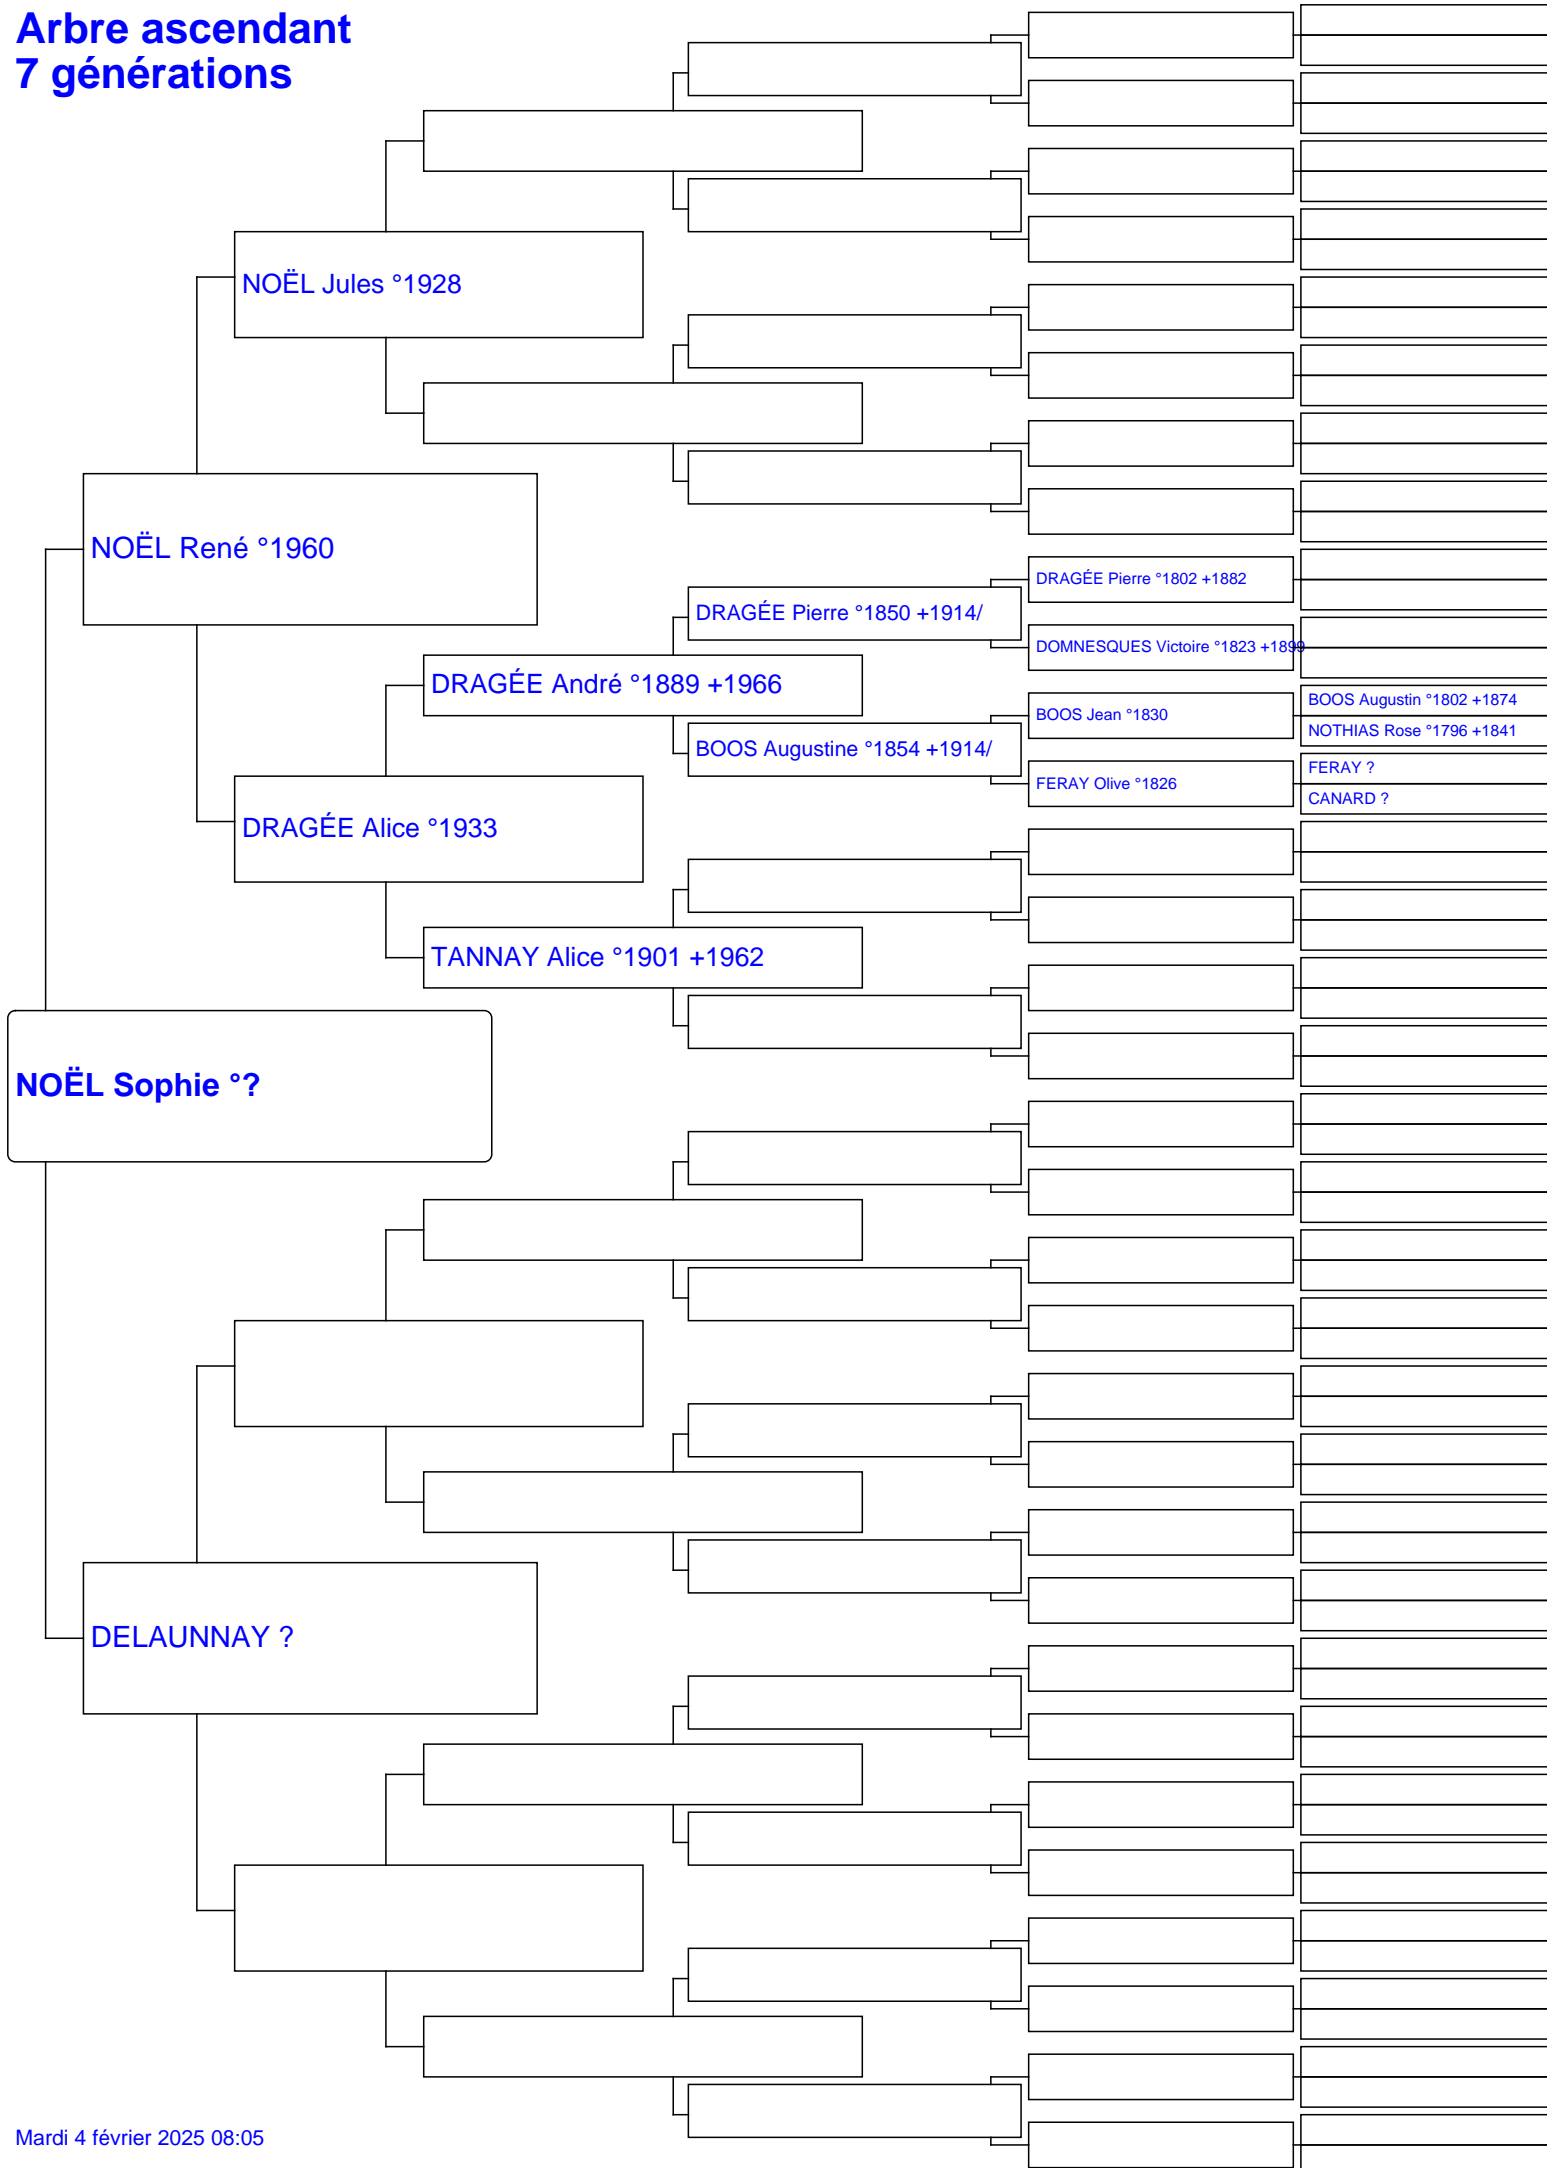 Arbre ascendant
7 générations
NOËL Jules °1928
NOËL René °1960
DRAGÉE Pierre °1802 +1882
DRAGÉE Pierre °1850 +1914/
DOMNESQUES Victoire °1823 +1899
DRAGÉE André °1889 +1966
BOOS Augustin °1802 +1874
BOOS Jean °1830
NOTHIAS Rose °1796 +1841
BOOS Augustine °1854 +1914/
FERAY ?
FERAY Olive °1826
CANARD ?
DRAGÉE Alice °1933
TANNAY Alice °1901 +1962
NOËL Sophie °?
DELAUNNAY ?
Mardi 4 février 2025 08:05